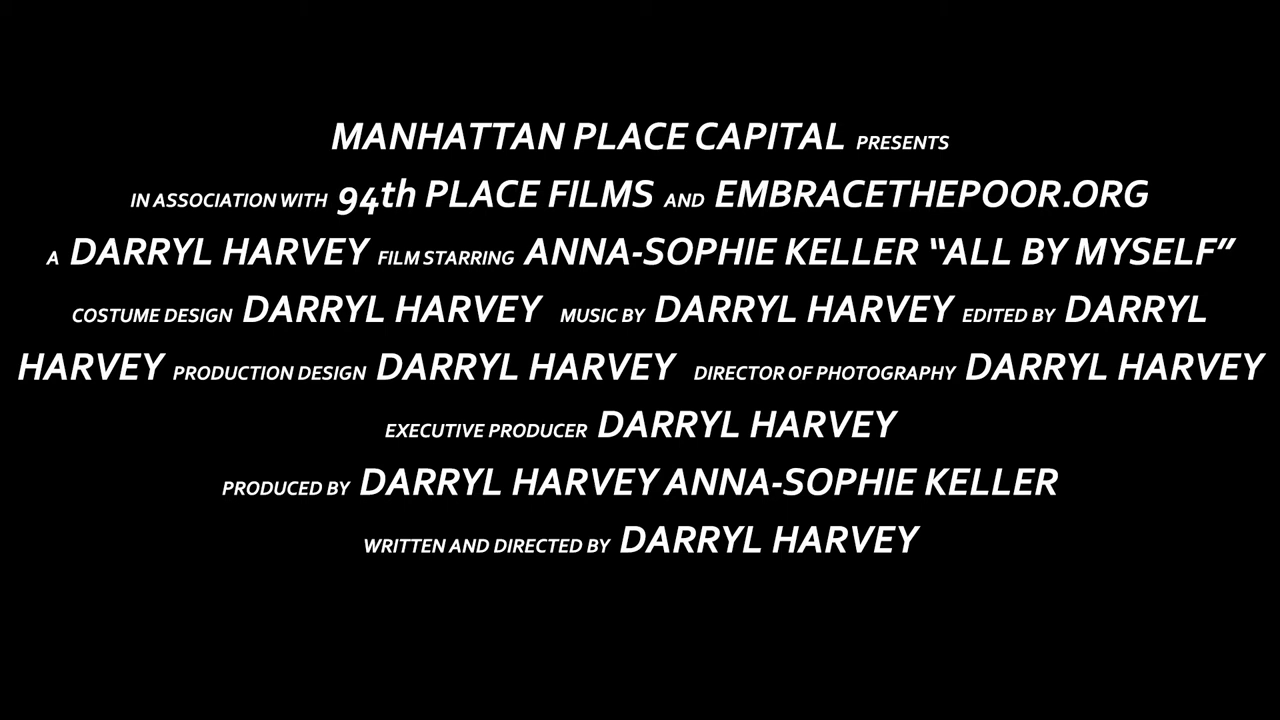 MANHATTAN PLACE CAPITAL PRESENTS
IN ASSOCIATION WITH 94th PLACE FILMS AND EMBRACETHEPOOR.ORG
A DARRYL HARVEY FILM STARRING ANNA-SOPHIE KELLER “ALL BY MYSELF”
COSTUME DESIGN DARRYL HARVEY MUSIC BY DARRYL HARVEY EDITED BY DARRYL
HARVEY PRODUCTION DESIGN DARRYL HARVEY DIRECTOR OF PHOTOGRAPHY DARRYL HARVEY
EXECUTIVE PRODUCER DARRYL HARVEY
PRODUCED BY DARRYL HARVEY ANNA-SOPHIE KELLER
WRITTEN AND DIRECTED BY DARRYL HARVEY